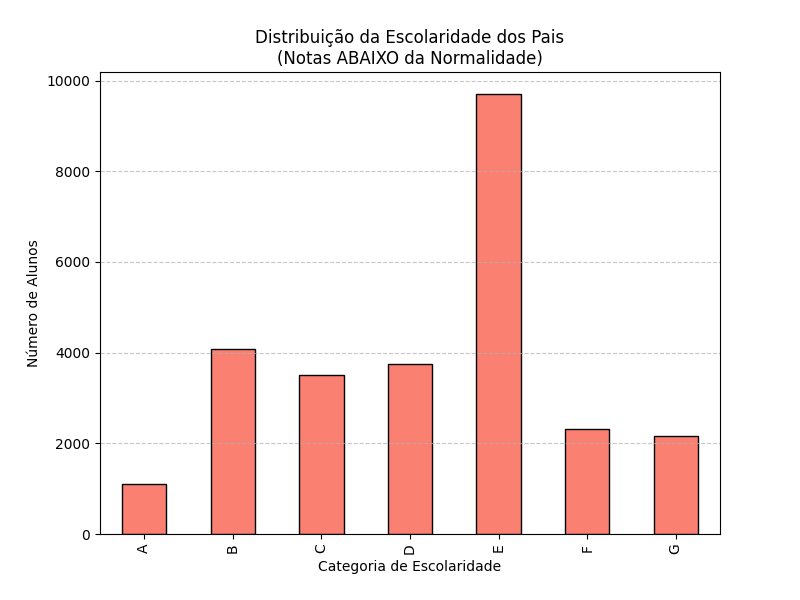 Distribuição da Escolaridade dos Pais
(Notas ABAIXO da Normalidade)
Número de Alunos
10000
8000
6000
4000
2000
0
A
B
C
D
E
F
G
Categoria de Escolaridade